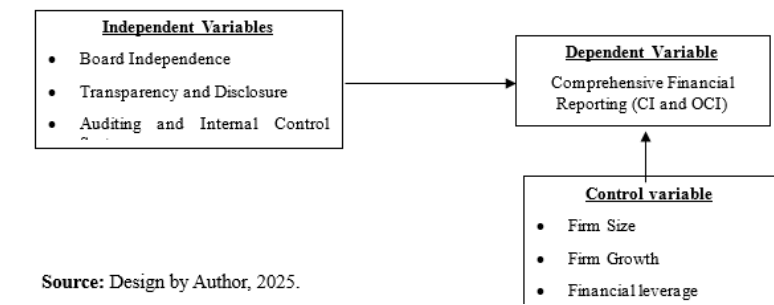 Independent Variables
• Board Independence
• Transparency and Disclosure
• Auditing and Internal Control
Dependent Variable
Comprehensive Financial
Reporting (CI and OCI)
Control variable
• Firm Size
• Firm Growth
• Financial leverage
Source: Design by Author, 2025.